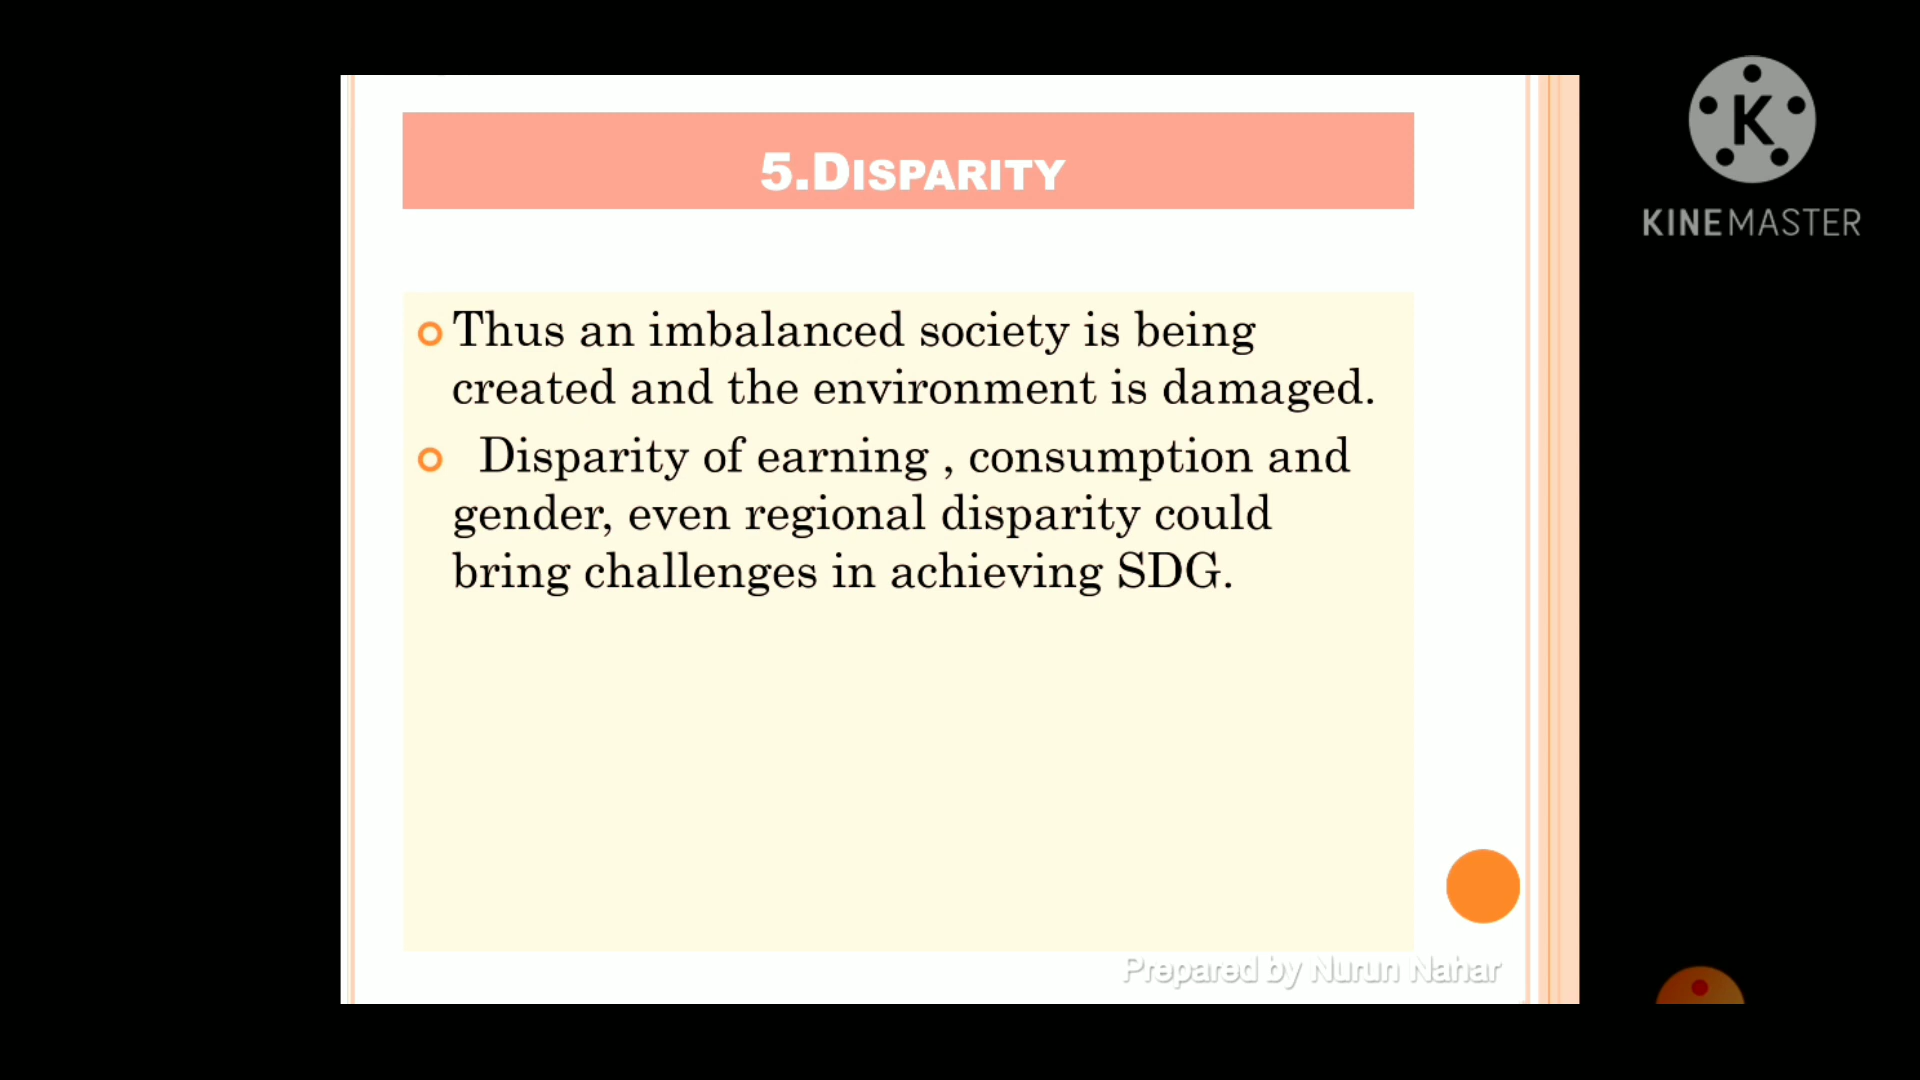 5.DISPARITY
K
KINEMASTER
Thus an imbalanced society is being
created and the environment is damaged.
Disparity of earning , consumption and
gender, even regional disparity could
bring challenges in achieving SDG.
Prepared by Nurun Nahar